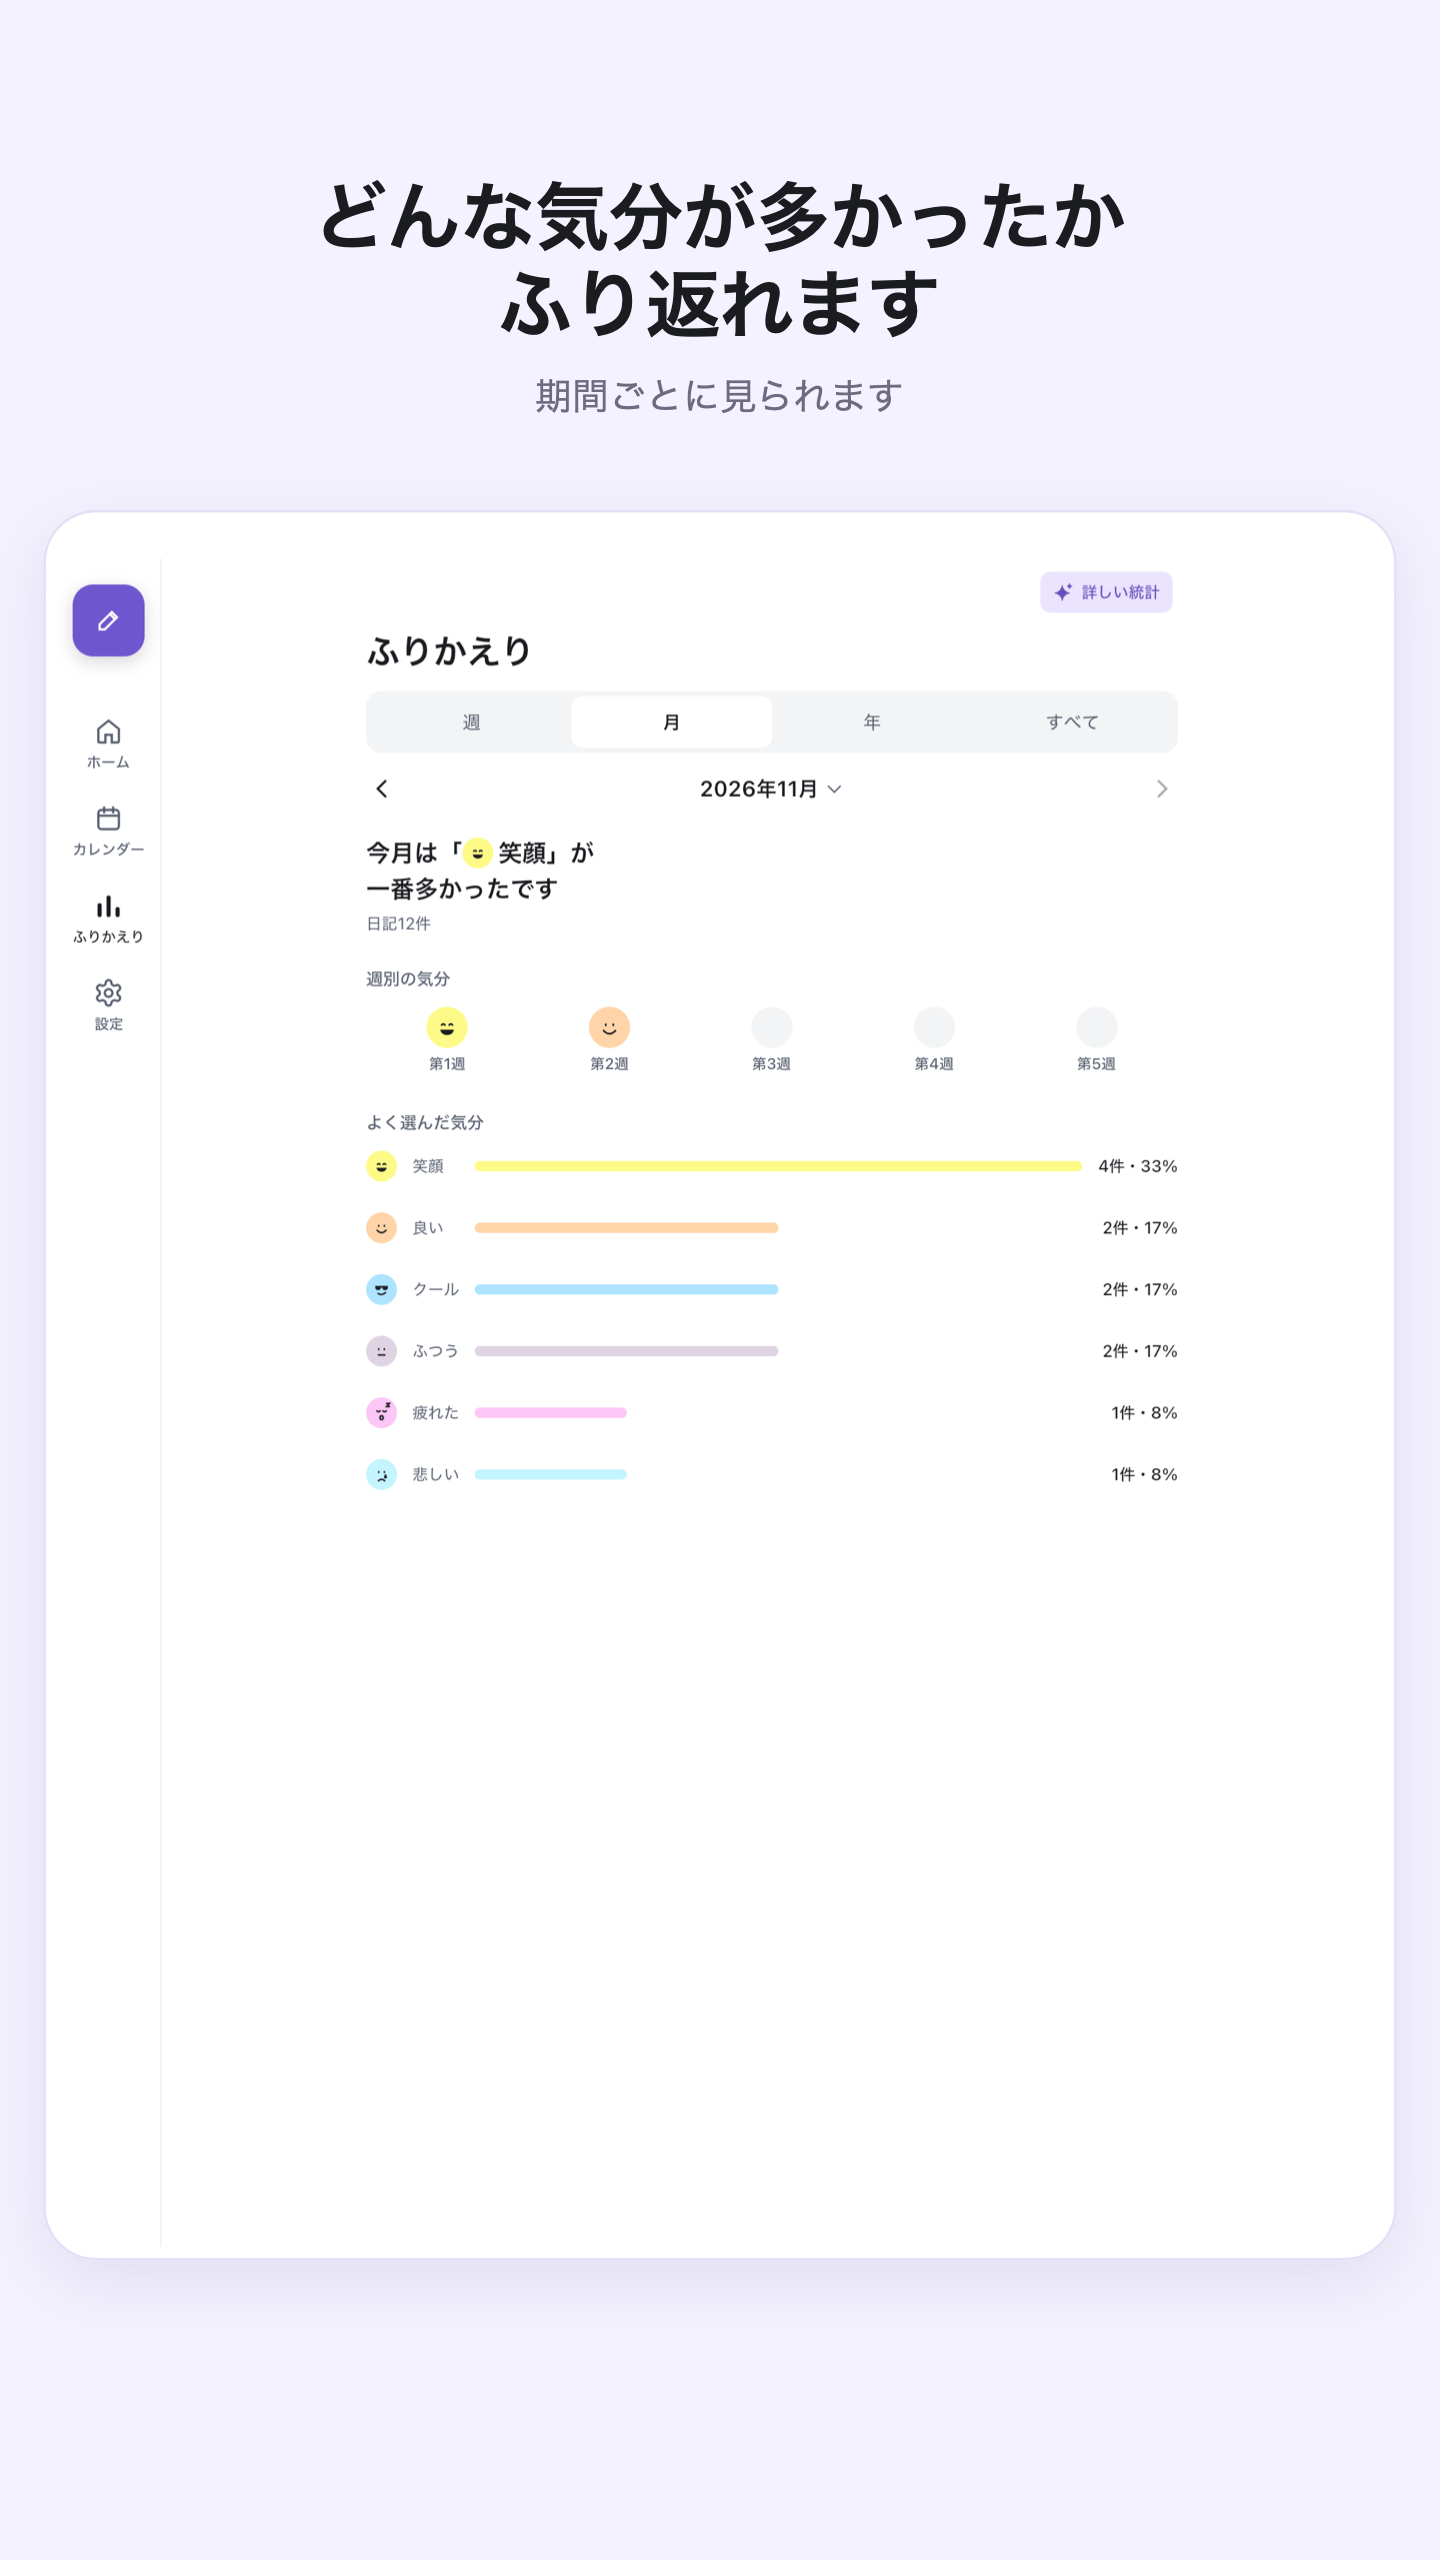 どんな気分が多かったか
ふり返れます
期間ごとに見られます
詳しい統計
ふりかえり
週 月 年 すべて
2026年11月
ホーム
カレンダー
ふりかえり
設定
今月は「笑顔」が
一番多かったです
日記12件
週別の気分
第1週 第2週 第3週 第4週 第5週
よく選んだ気分
笑顔 4件・33%
良い 2件・17%
クール 2件・17%
ふつう 2件・17%
疲れた 1件・8%
悲しい 1件・8%